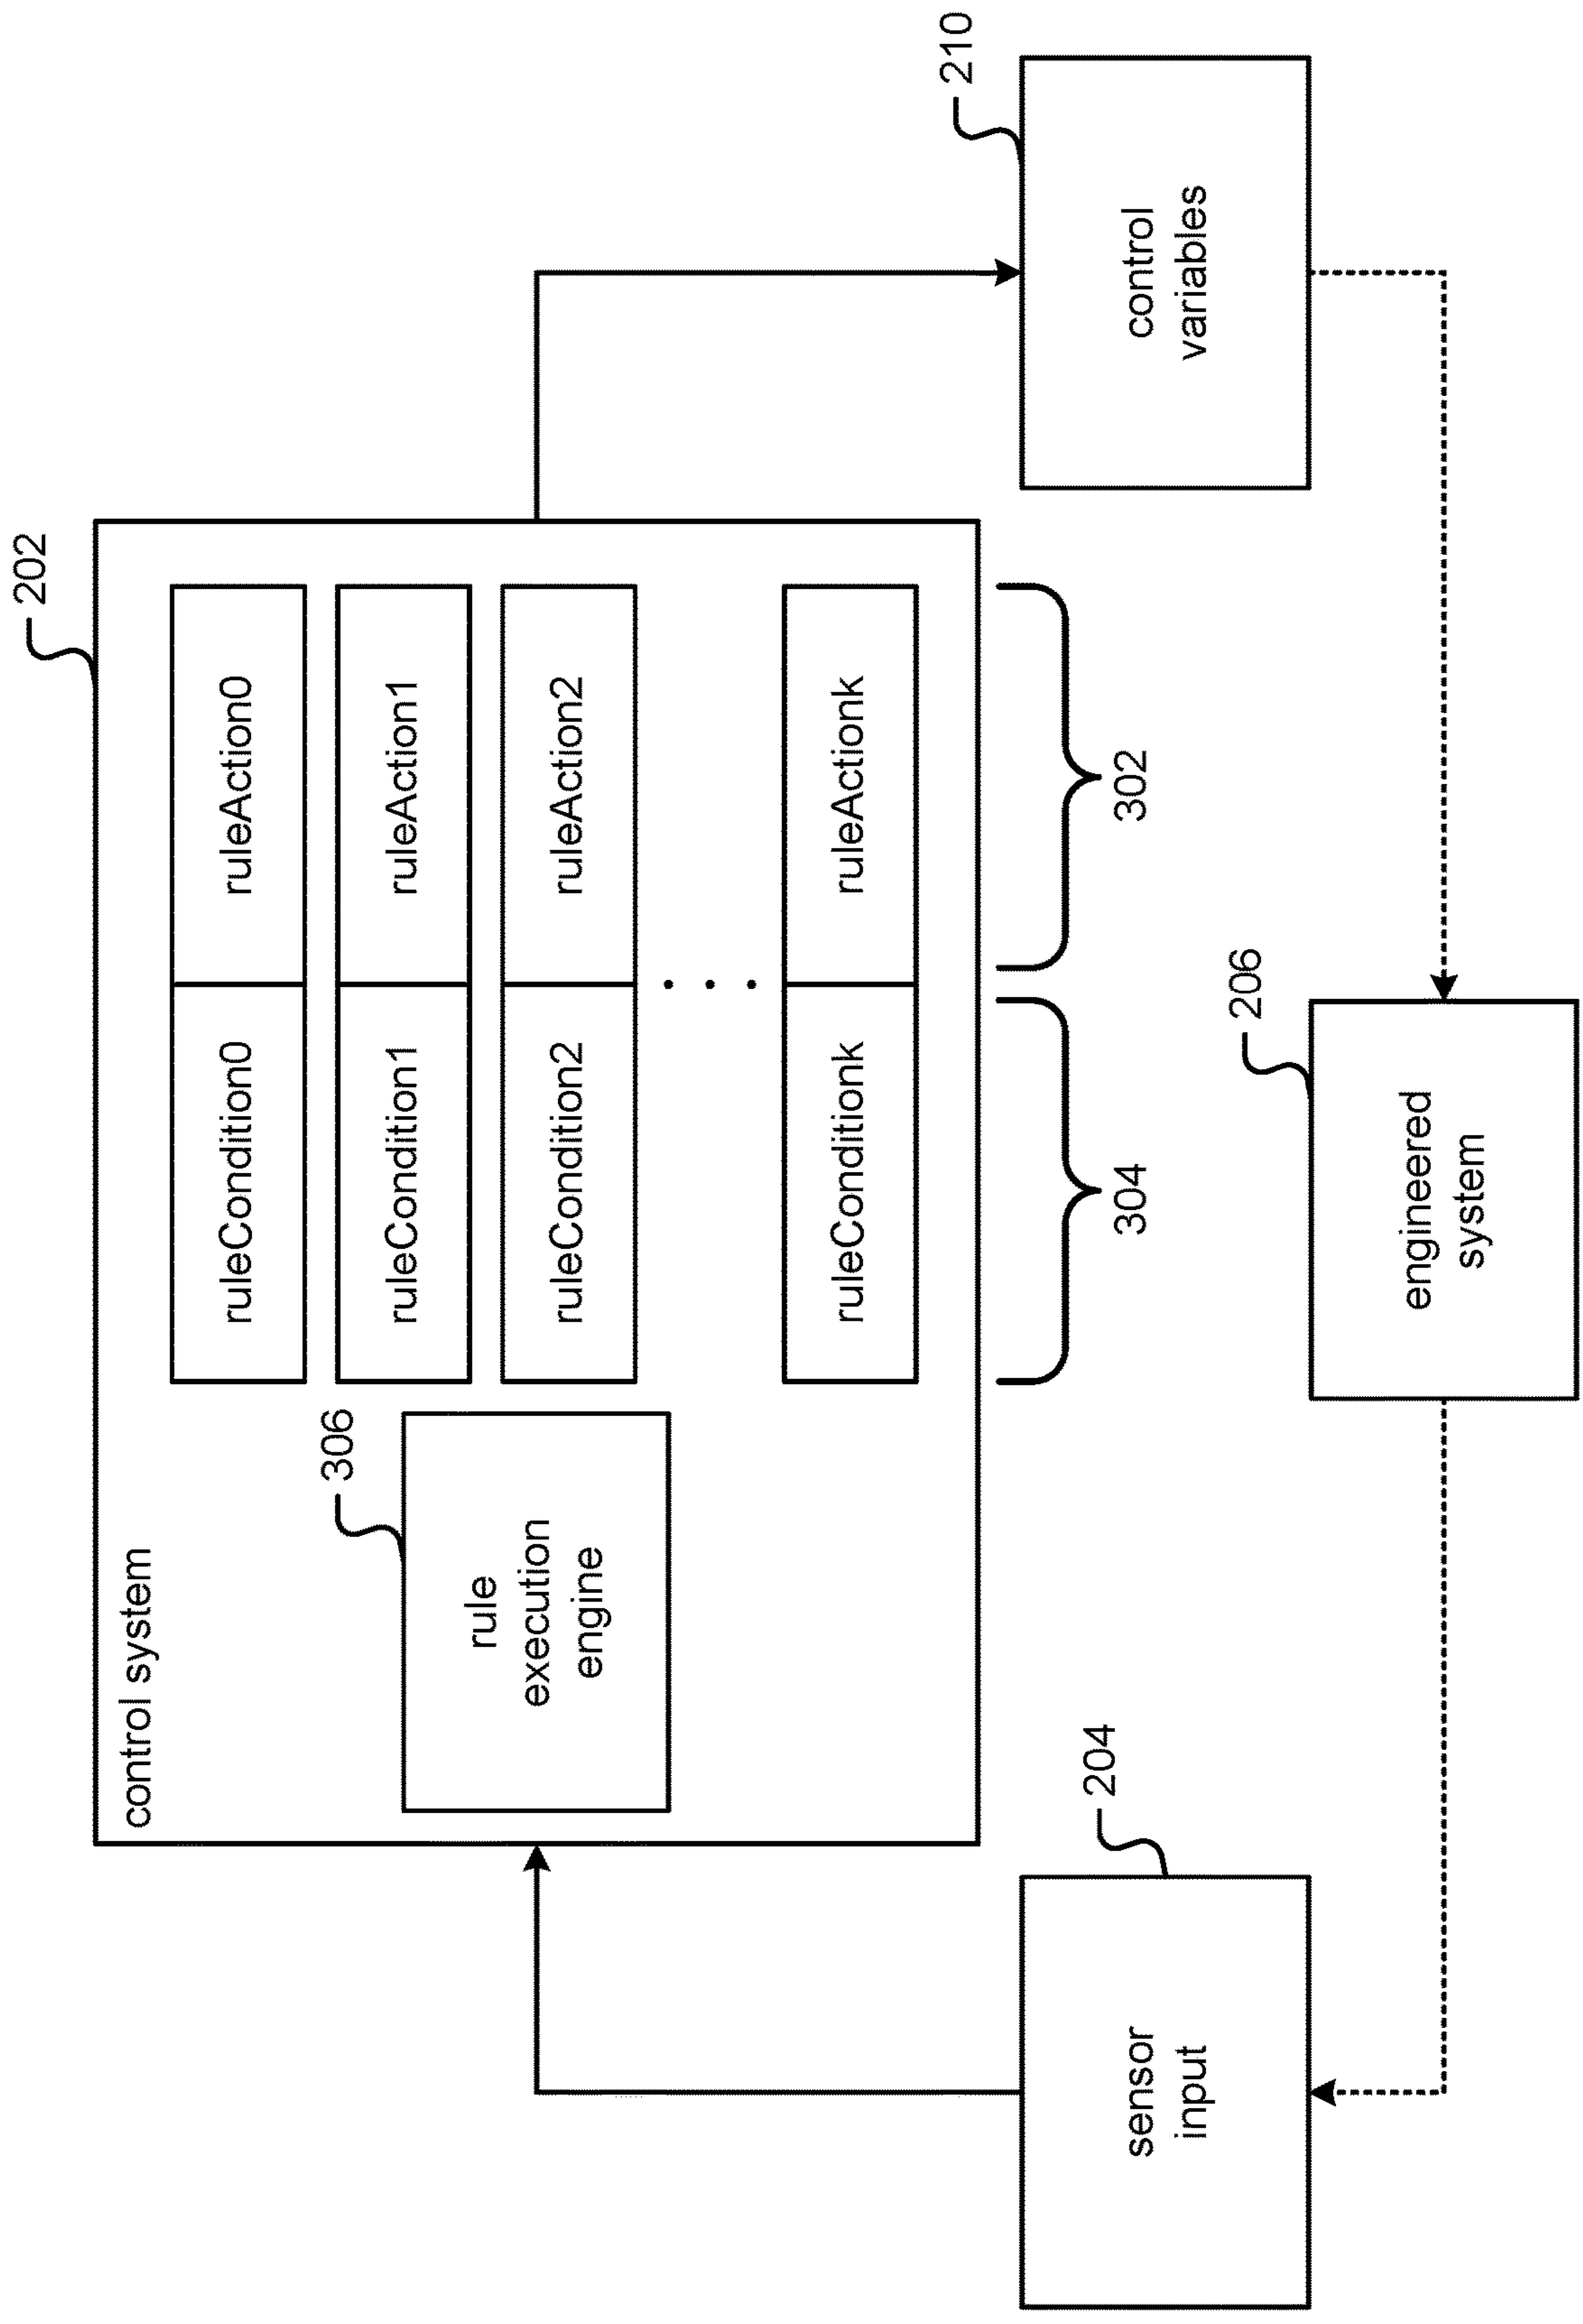 202
control system
306
rule
execution
engine
ruleCondition0
ruleAction0
ruleCondition1
ruleAction1
ruleCondition2
ruleAction2
. . .
ruleConditionk
ruleActionk
304
302
204
sensor
input
210
control
variables
206
engineered
system